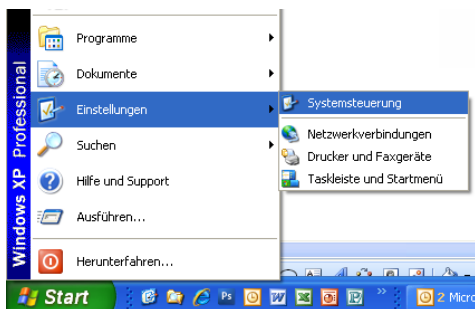 Windows XP Professional
Programme
Dokumente
Einstellungen
Suchen
Hilfe und Support
Ausführen...
Herunterfahren...
Systemsteuerung
Netzwerkverbindungen
Drucker und Faxgeräte
Taskleiste und Startmenü
Start
Ps
2 Micro